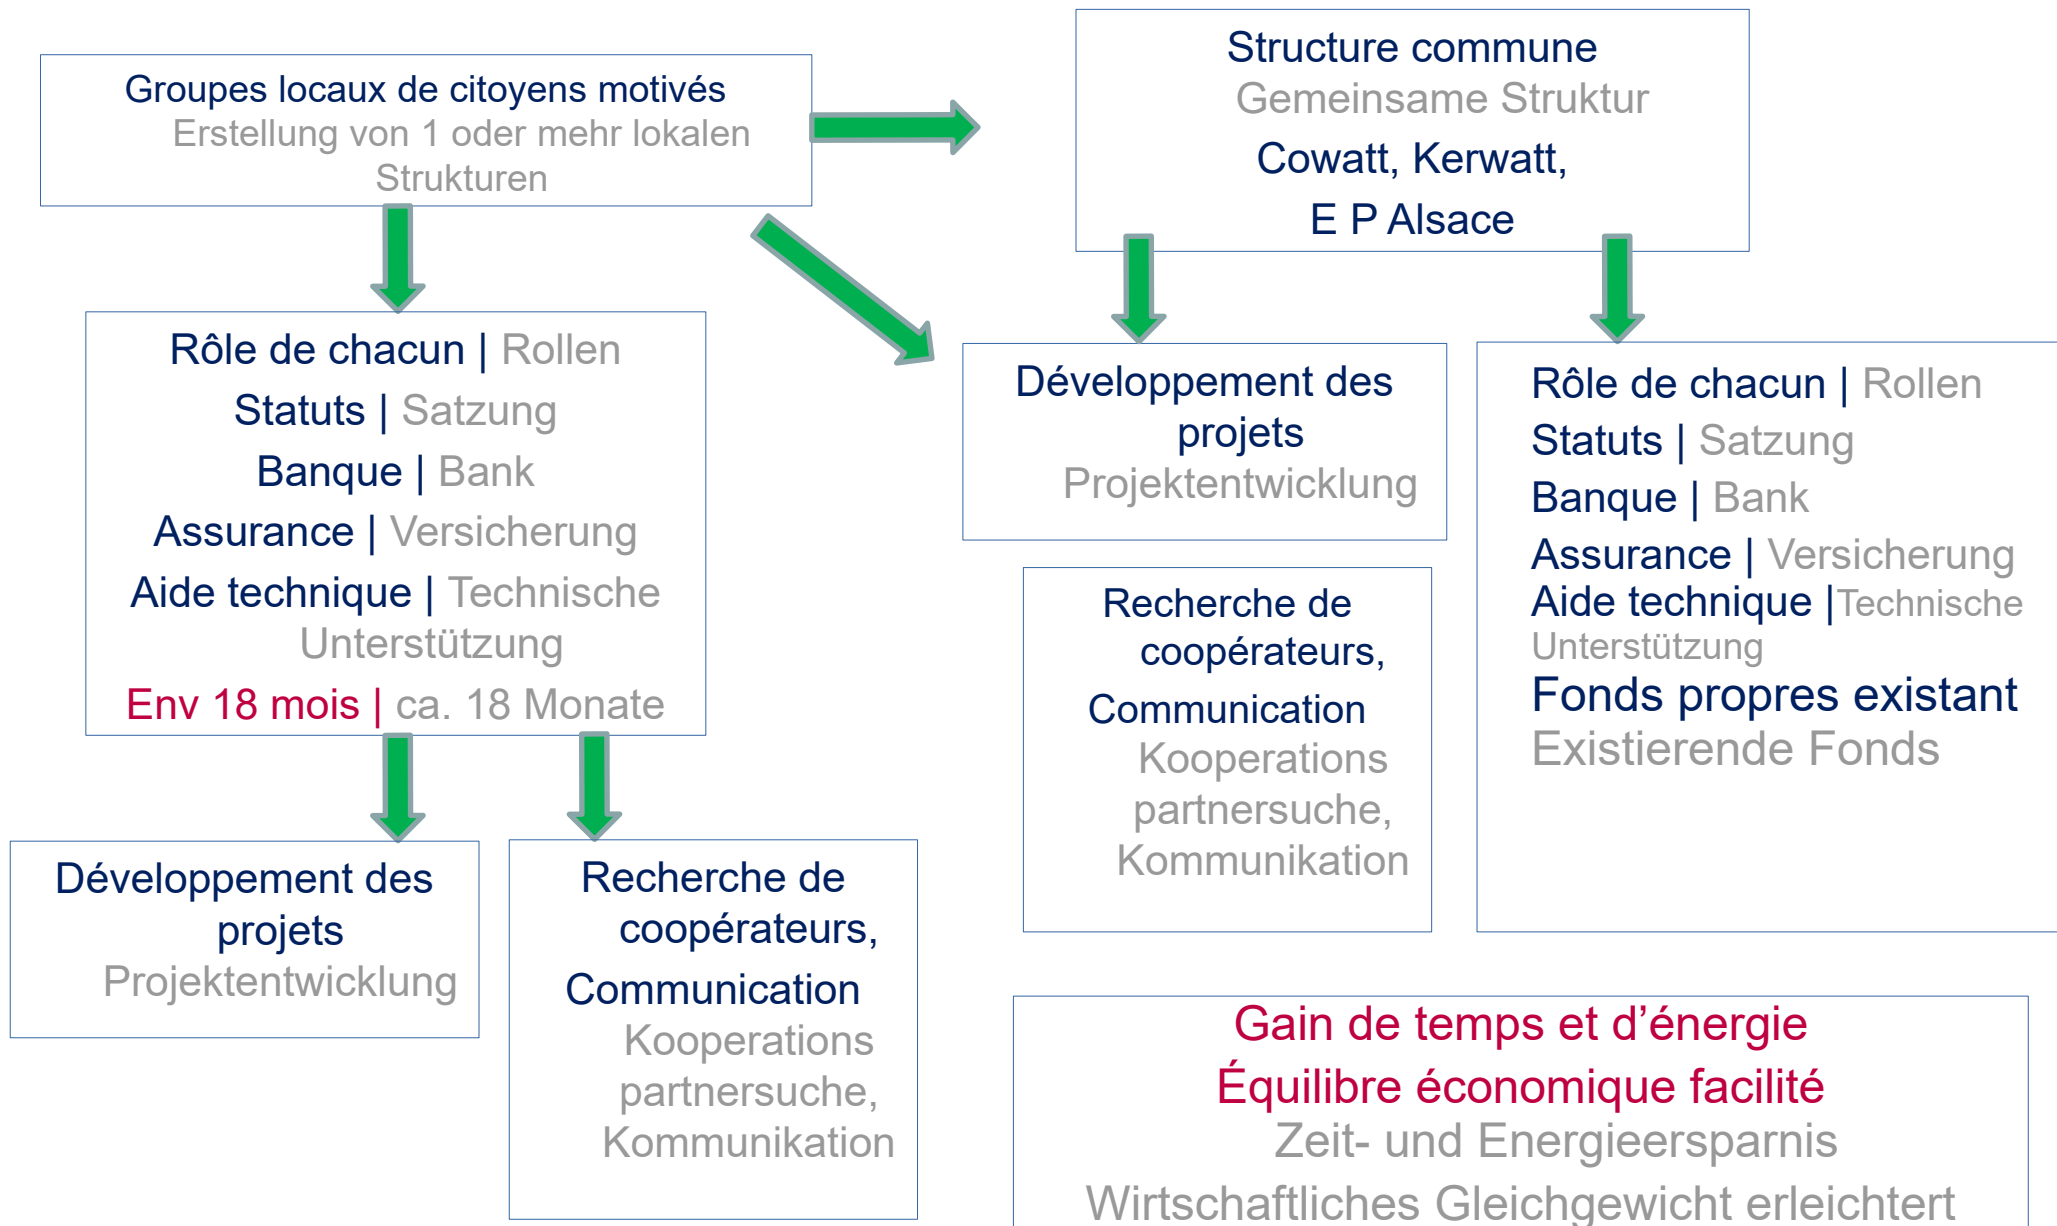 Groupes locaux de citoyens motivés
Erstellung von 1 oder mehr lokalen
Strukturen
Structure commune
Gemeinsame Struktur
Cowatt, Kerwatt,
E P Alsace
Rôle de chacun | Rollen
Statuts | Satzung
Banque | Bank
Assurance | Versicherung
Aide technique | Technische
Unterstützung
Env 18 mois | ca. 18 Monate
Développement des
projets
Projektentwicklung
Recherche de
coopérateurs,
Communication
Kooperations
partnersuche,
Kommunikation
Développement des
projets
Projektentwicklung
Recherche de
coopérateurs,
Communication
Kooperations
partnersuche,
Kommunikation
Rôle de chacun | Rollen
Statuts | Satzung
Banque | Bank
Assurance | Versicherung
Aide technique |Technische
Unterstützung
Fonds propres existant
Existierende Fonds
Gain de temps et d’énergie
Équilibre économique facilité
Zeit- und Energieersparnis
Wirtschaftliches Gleichgewicht erleichtert